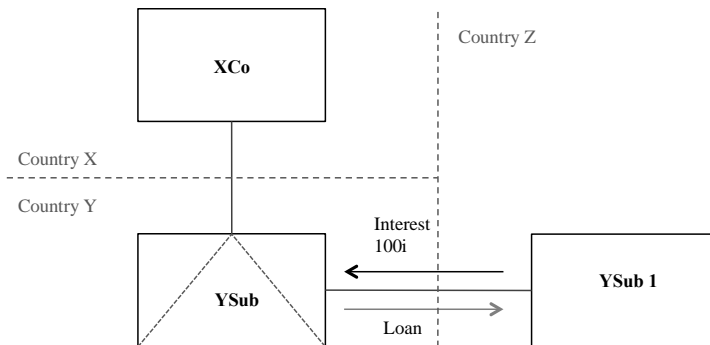 XCo
Country Z
Country X
Country Y
Interest
100i
YSub
YSub 1
Loan